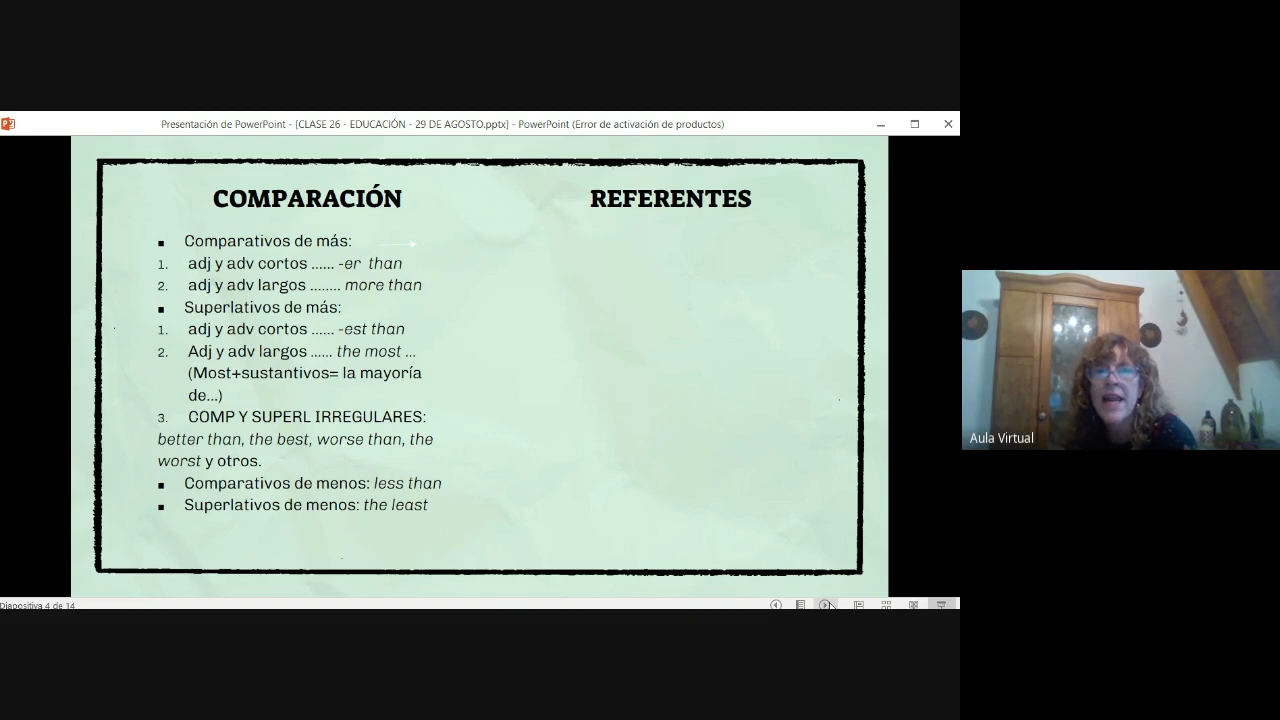 Presentación de PowerPoint - [CLASE 26 - EDUCACIÓN - 29 DE AGOSTO.pptx] - PowerPoint (Error de activación de productos)
COMPARACIÓN
▪ Comparativos de más:
1. adj y adv cortos ...... -er than
2. adj y adv largos ........ more than
▪ Superlativos de más:
1. adj y adv cortos ...... -est than
2. Adj y adv largos ...... the most ...
(Most+sustantivos= la mayoría
de...)
3. COMP Y SUPERL IRREGULARES:
better than, the best, worse than, the
worst y otros.
▪ Comparativos de menos: less than
▪ Superlativos de menos: the least
REFERENTES
Aula Virtual
Diapositiva 4 de 14